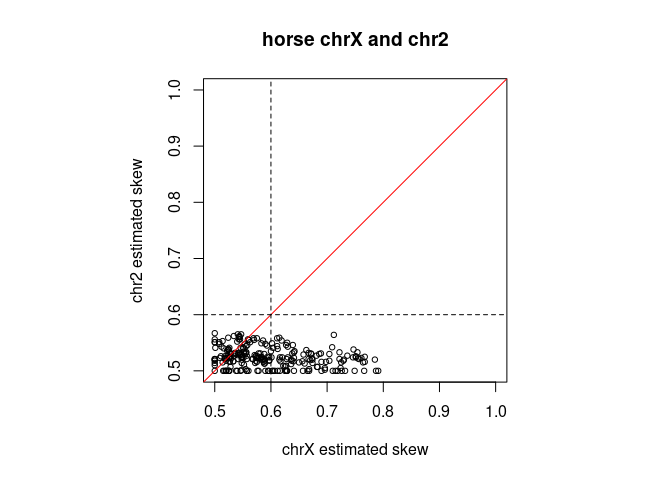 horse chrX and chr2
chr2 estimated skew
1.0
0.9
0.8
0.7
0.6
0.5
0.5 0.6 0.7 0.8 0.9 1.0
chrX estimated skew